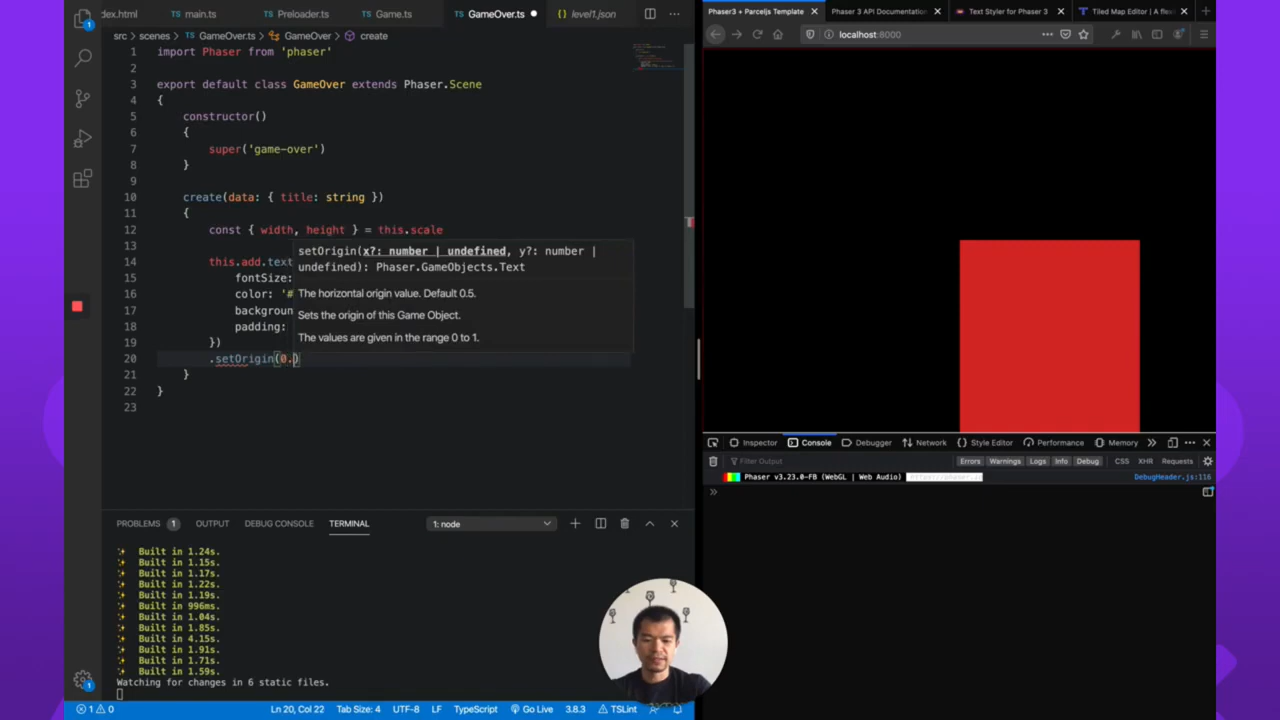 dex.html
TS main.ts
TS Preloader.ts
TS Game.ts
TS GameOver.ts
{} level1.json
src > scenes > TS GameOver.ts > GameOver > create
1 import Phaser from 'phaser'
2
3 export default class GameOver extends Phaser.Scene
4 {
5 constructor()
6 {
7 super('game-over')
8 }
9
10 create(data: { title: string })
11 {
12 const { width, height } = this.scale
13
14 this.add.text
15 fontSize:
16 color: '#
17 backgroun
18 padding:
19 })
20 .setOrigin(0.)
21 }
22 }
23
setOrigin(x?: number | undefined, y?: number |
undefined): Phaser.GameObjects.Text
The horizontal origin value. Default 0.5.
Sets the origin of this Game Object.
The values are given in the range 0 to 1.
PROBLEMS 1 OUTPUT DEBUG CONSOLE TERMINAL 1: node
Built in 1.24s.
Built in 1.15s.
Built in 1.17s.
Built in 1.22s.
Built in 1.19s.
Built in 996ms.
Built in 1.04s.
Built in 1.85s.
Built in 4.15s.
Built in 1.91s.
Built in 1.71s.
Built in 1.59s.
Watching for changes in 6 static files.
1 0 Ln 20, Col 22 Tab Size: 4 UTF-8 LF TypeScript Go Live 3.8.3 TSLint
Phaser3 + Parceljs Template
Phaser 3 API Documentation
Text Styler for Phaser 3
Tiled Map Editor | A flex
localhost:8000
Inspector Console Debugger Network Style Editor Performance Memory
Filter Output Errors Warnings Logs Info Debug CSS XHR Requests
Phaser v3.23.0-FB (WebGL | Web Audio) DebugHeader.js:116